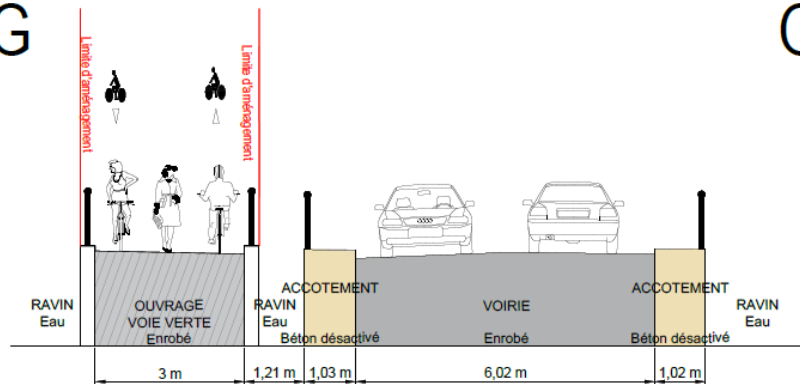 G
Limite d'aménagement
Limite d'aménagement
ACCOTEMENT
ACCOTEMENT
RAVIN
Eau
OUVRAGE
VOIE VERTE
Enrobé
RAVIN
Eau
Béton désactivé
VOIRIE
Enrobé
Béton désactivé
RAVIN
Eau
3 m
1,21 m
1,03 m
6,02 m
1,02 m